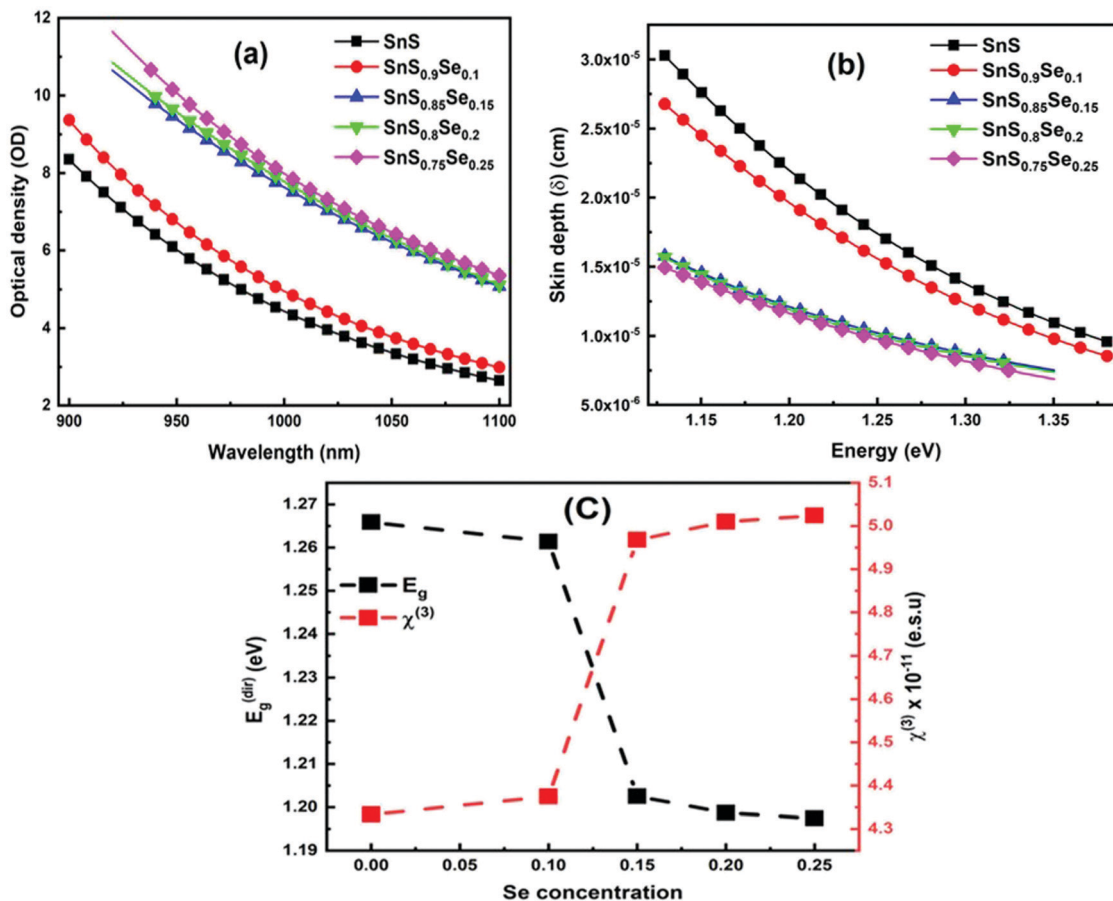 (a)
SnS
SnS0.9Se0.1
SnS0.85Se0.15
SnS0.8Se0.2
SnS0.75Se0.25
Optical density (OD)
12
10
8
6
4
2
900 950 1000 1050 1100
Wavelength (nm)
(b)
SnS
SnS0.9Se0.1
SnS0.85Se0.15
SnS0.8Se0.2
SnS0.75Se0.25
Skin depth (δ) (cm)
3.0x10⁻⁵
2.5x10⁻⁵
2.0x10⁻⁵
1.5x10⁻⁵
1.0x10⁻⁵
5.0x10⁻⁶
1.15 1.20 1.25 1.30 1.35
Energy (eV)
(C)
Eg
χ⁽³⁾
Eg(dir) (eV)
1.27
1.26
1.25
1.24
1.23
1.22
1.21
1.20
1.19
5.1
5.0
4.9
4.8
4.7
4.6
4.5
4.4
4.3
χ⁽³⁾ x 10⁻¹¹ (e.s.u)
0.00 0.05 0.10 0.15 0.20 0.25
Se concentration